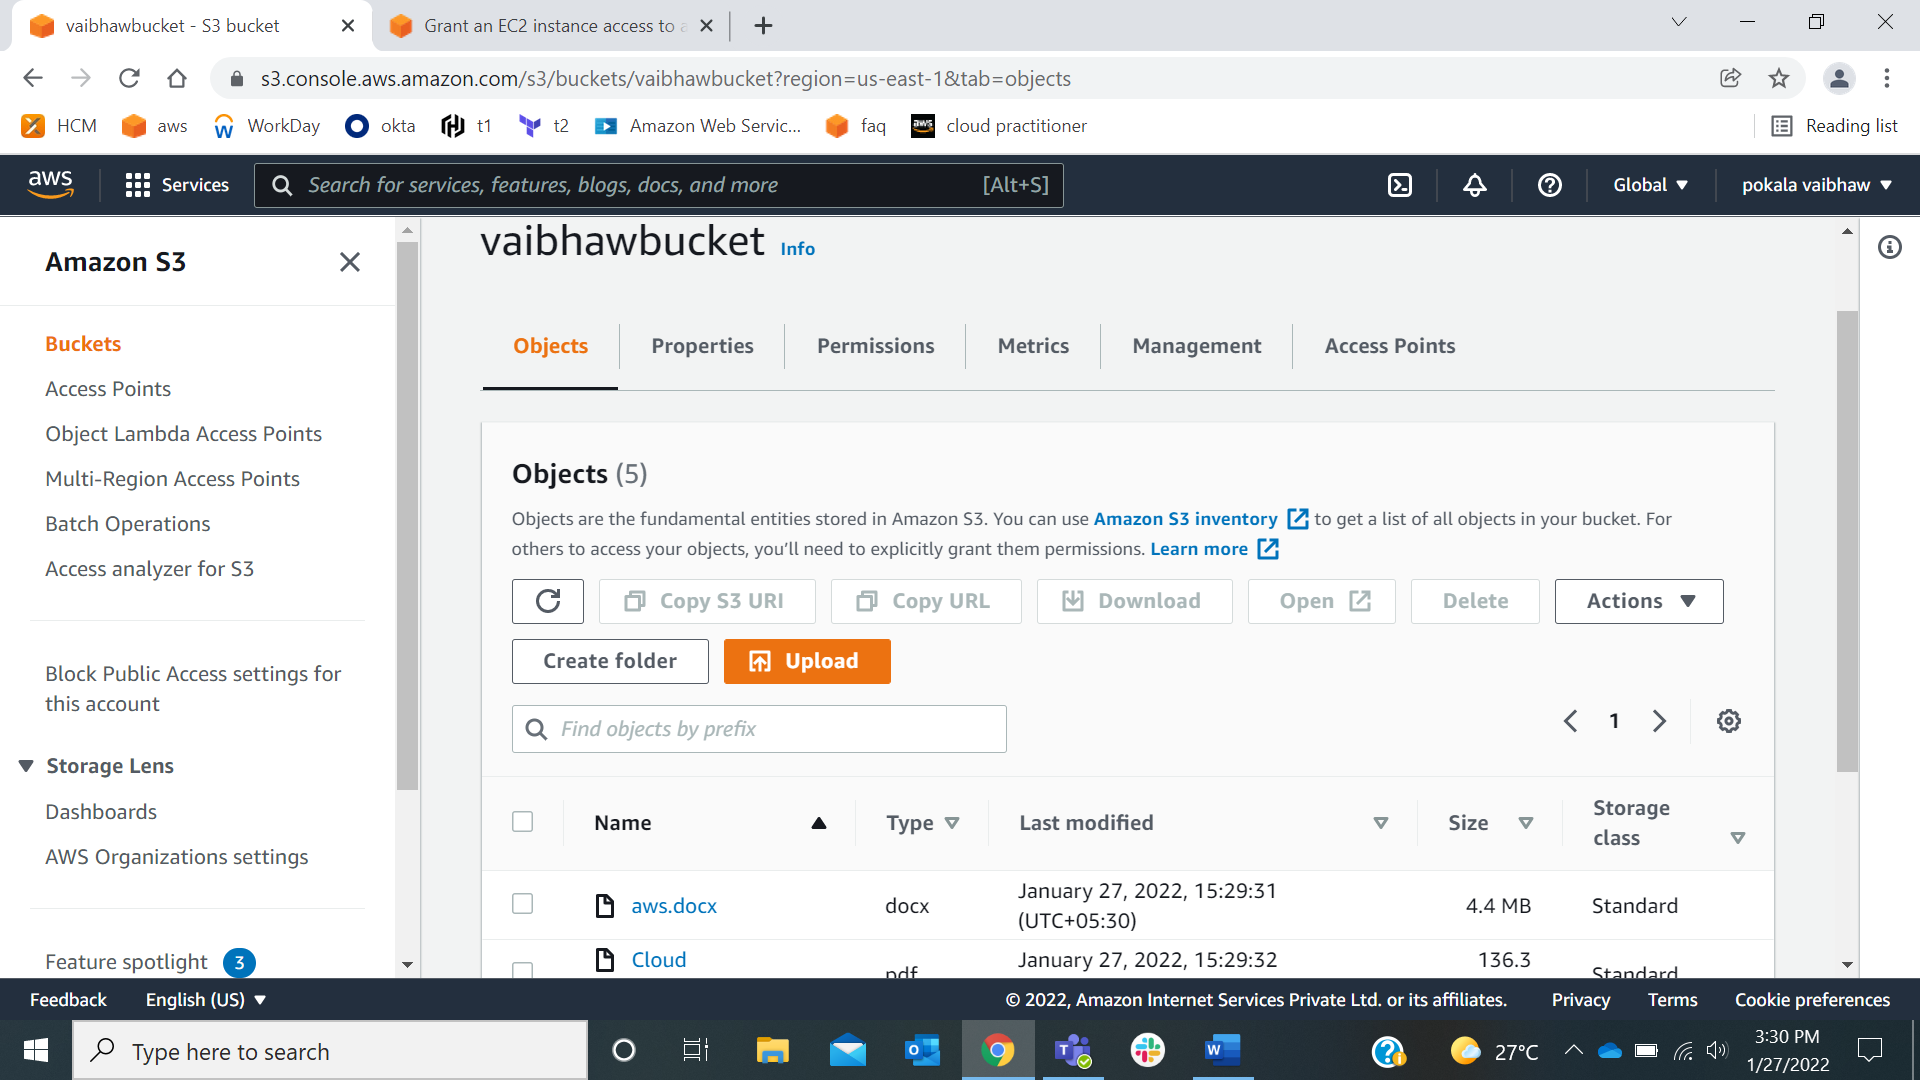 vaibhawbucket - S3 bucket
Grant an EC2 instance access to a
s3.console.aws.amazon.com/s3/buckets/vaibhawbucket?region=us-east-1&tab=objects
HCM
aws
WorkDay
okta
t1
t2
Amazon Web Servic...
faq
cloud practitioner
Reading list
aws
Services
Search for services, features, blogs, docs, and more
[Alt+S]
Global
pokala vaibhaw
Amazon S3
Buckets
Access Points
Object Lambda Access Points
Multi-Region Access Points
Batch Operations
Access analyzer for S3
Block Public Access settings for
this account
Storage Lens
Dashboards
AWS Organizations settings
Feature spotlight 3
vaibhawbucket Info
Objects
Properties
Permissions
Metrics
Management
Access Points
Objects (5)
Objects are the fundamental entities stored in Amazon S3. You can use Amazon S3 inventory to get a list of all objects in your bucket. For
others to access your objects, you'll need to explicitly grant them permissions. Learn more
Copy S3 URI
Copy URL
Download
Open
Delete
Actions
Create folder
Upload
Find objects by prefix
1
Name
Type
Last modified
Size
Storage
class
aws.docx
docx
January 27, 2022, 15:29:31
(UTC+05:30)
4.4 MB
Standard
Cloud
pdf
January 27, 2022, 15:29:32
136.3
Standard
Feedback
English (US)
© 2022, Amazon Internet Services Private Ltd. or its affiliates.
Privacy
Terms
Cookie preferences
Type here to search
27°C
3:30 PM
1/27/2022